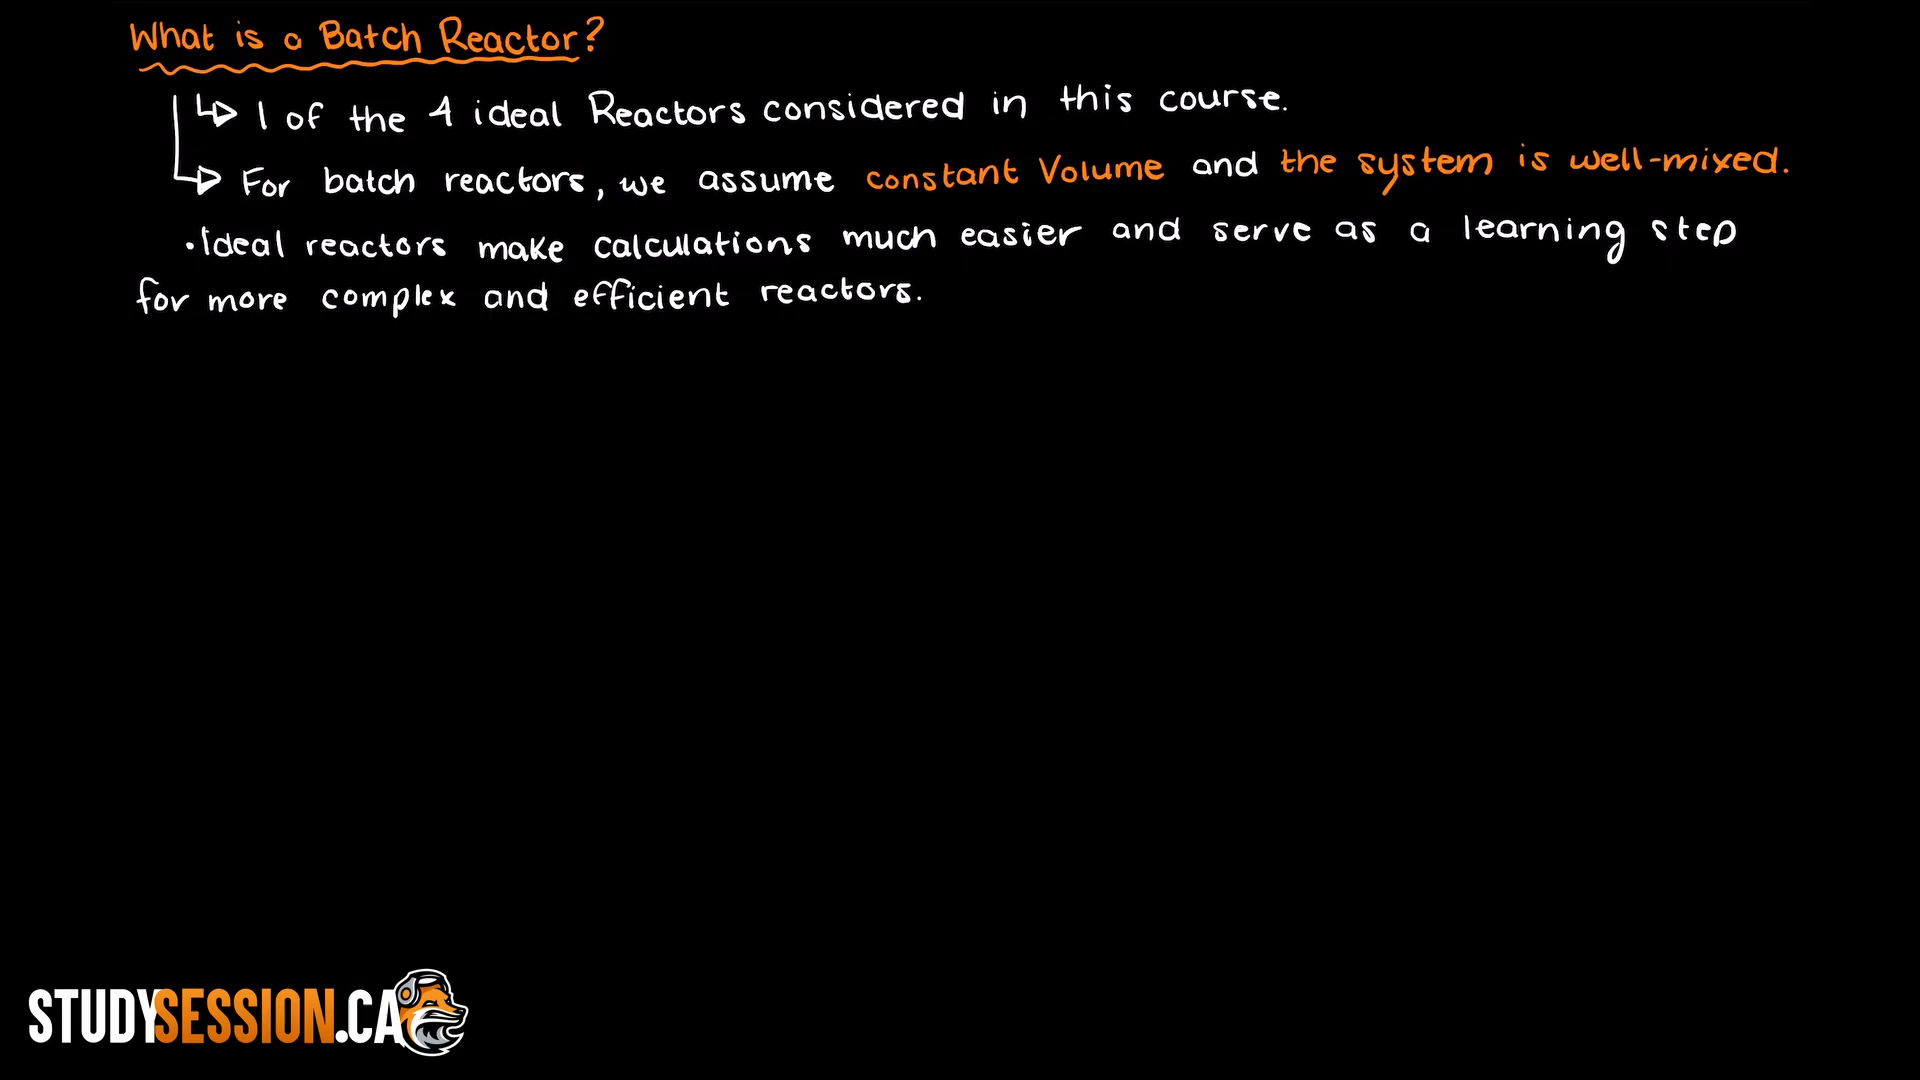 What is a Batch Reactor?
1 of the 4 ideal Reactors considered in this course.
For batch reactors, we assume constant Volume and the system is well-mixed.
• Ideal reactors make calculations much easier and serve as a learning step
for more complex and efficient reactors.
STUDYSESSION.CA